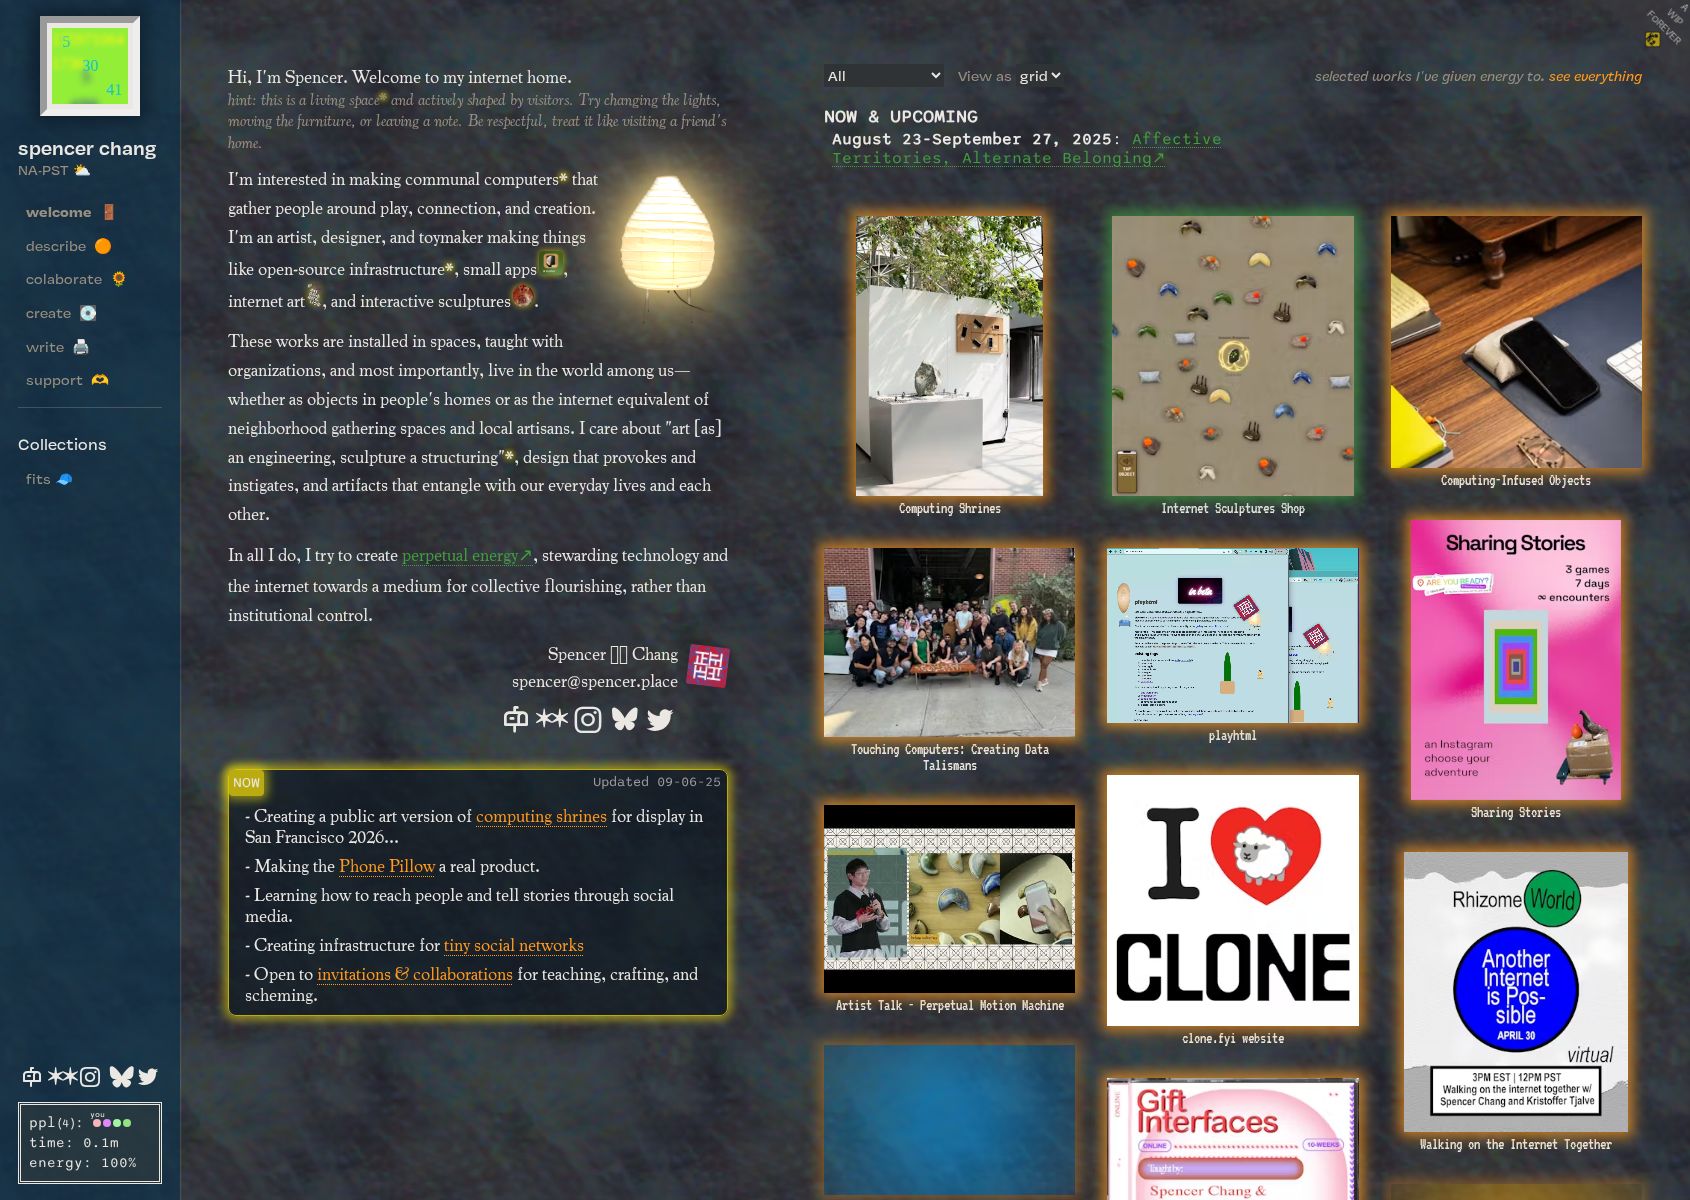 5
30
41
spencer chang
NA-PST
welcome
describe
colaborate
create
write
support
Collections
fits
ppl(4):
you
time: 0.1m
energy: 100%
Hi, I'm Spencer. Welcome to my internet home.
hint: this is a living space* and actively shaped by visitors. Try changing the lights,
moving the furniture, or leaving a note. Be respectful, treat it like visiting a friend's
home.
I'm interested in making communal computers* that
gather people around play, connection, and creation.
I'm an artist, designer, and toymaker making things
like open-source infrastructure*, small apps,
internet art, and interactive sculptures.
These works are installed in spaces, taught with
organizations, and most importantly, live in the world among us—
whether as objects in people's homes or as the internet equivalent of
neighborhood gathering spaces and local artisans. I care about "art [as]
an engineering, sculpture a structuring"*, design that provokes and
instigates, and artifacts that entangle with our everyday lives and each
other.
In all I do, I try to create perpetual energy↗, stewarding technology and
the internet towards a medium for collective flourishing, rather than
institutional control.
Spencer Chang
spencer@spencer.place
NOW
Updated 09-06-25
- Creating a public art version of computing shrines for display in
San Francisco 2026...
- Making the Phone Pillow a real product.
- Learning how to reach people and tell stories through social
media.
- Creating infrastructure for tiny social networks
- Open to invitations & collaborations for teaching, crafting, and
scheming.
All
View as grid
selected works I've given energy to. see everything
A
WIP
FOREVER
NOW & UPCOMING
August 23-September 27, 2025: Affective
Territories, Alternate Belonging↗
Computing Shrines
TAP
OBJECT
Internet Sculptures Shop
Computing-Infused Objects
Touching Computers: Creating Data
Talismans
in beta
playhtml
playhtml
Sharing Stories
ARE YOU READY?
3 games
7 days
∞ encounters
an Instagram
choose your
adventure
Sharing Stories
Artist Talk - Perpetual Motion Machine
I
CLONE
clone.fyi website
Rhizome World
Another
Internet
is Pos-
sible
APRIL 30
virtual
3PM EST | 12PM PST
Walking on the internet together w/
Spencer Chang and Kristoffer Tjalve
Walking on the Internet Together
ONLINE
Gift
Interfaces
ONLINE
10-WEEKS
Taught by:
Spencer Chang &